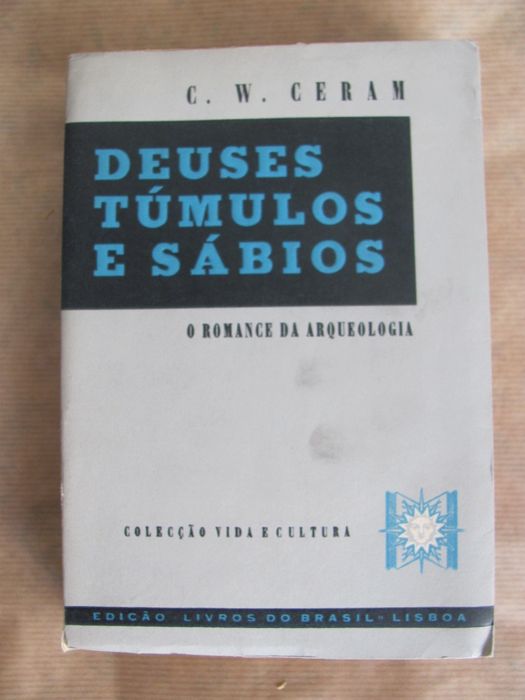 C. W. CERAM
DEUSES
TÚMULOS
E SÁBIOS
O ROMANCE DA ARQUEOLOGIA
COLECÇÃO VIDA E CULTURA
EDIÇÃO "LIVROS DO BRASIL" LISBOA